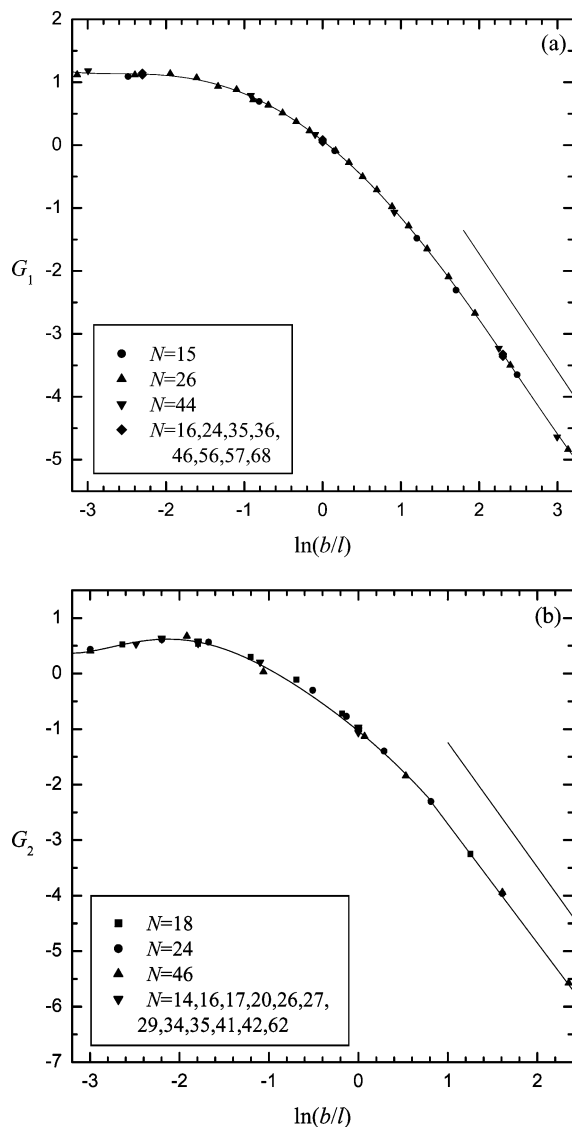 (a)
2
1
0
-1
G1
-2
-3
-4
-5
N=15
N=26
N=44
N=16,24,35,36,
46,56,57,68
-3 -2 -1 0 1 2 3
ln(b/l)
(b)
1
0
-1
-2
-3
G2
-4
-5
-6
-7
N=18
N=24
N=46
N=14,16,17,20,26,27,
29,34,35,41,42,62
-3 -2 -1 0 1 2
ln(b/l)